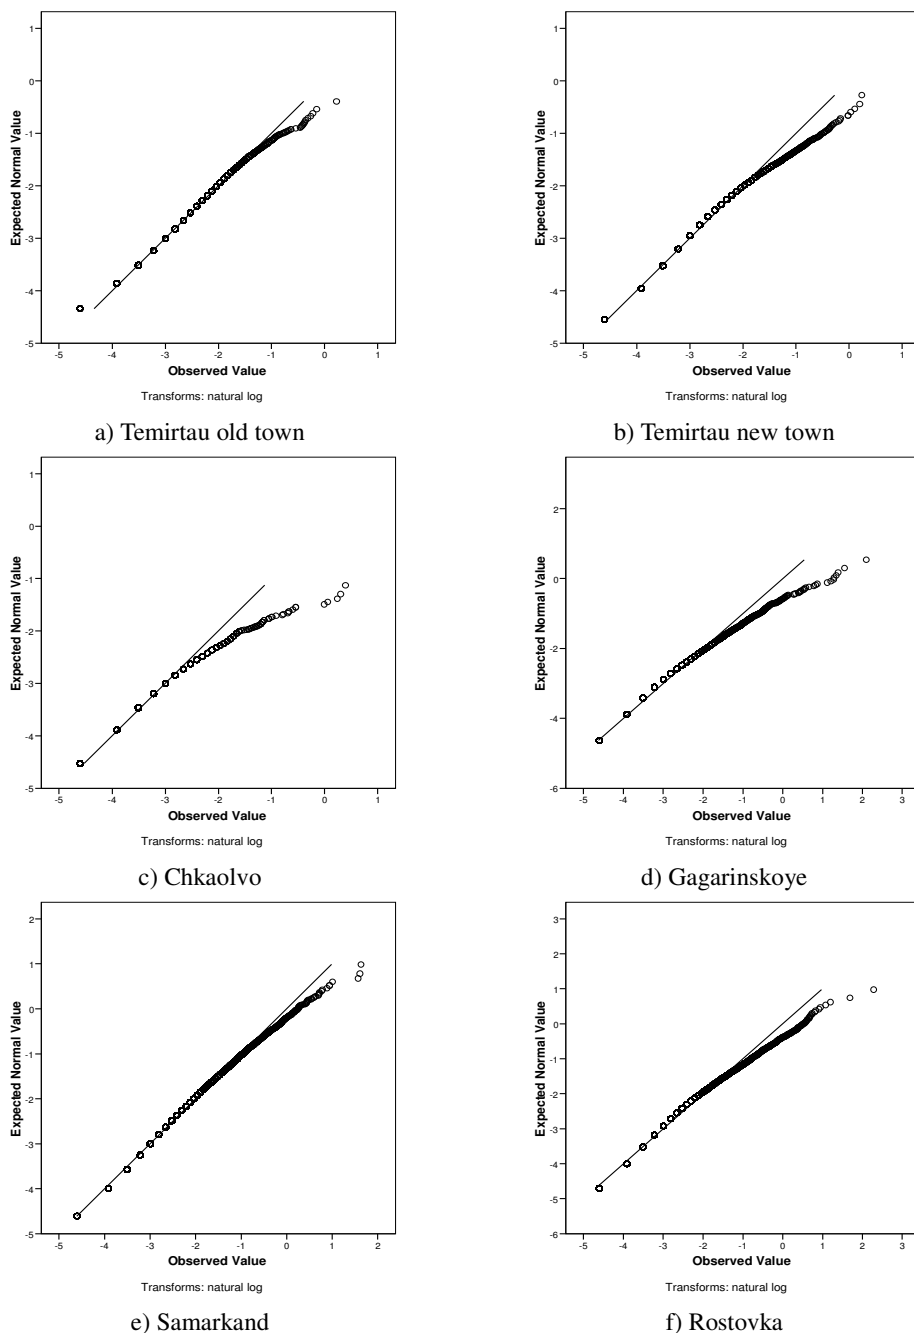 1
0
-1
-2
-3
-4
-5
Expected Normal Value
-5 -4 -3 -2 -1 0 1
Observed Value
Transforms: natural log
a) Temirtau old town
1
0
-1
-2
-3
-4
-5
Expected Normal Value
-5 -4 -3 -2 -1 0 1
Observed Value
Transforms: natural log
b) Temirtau new town
1
0
-1
-2
-3
-4
-5
Expected Normal Value
-5 -4 -3 -2 -1 0 1
Observed Value
Transforms: natural log
c) Chkaolvo
2
0
-2
-4
-6
Expected Normal Value
-5 -4 -3 -2 -1 0 1 2 3
Observed Value
Transforms: natural log
d) Gagarinskoye
2
1
0
-1
-2
-3
-4
-5
Expected Normal Value
-5 -4 -3 -2 -1 0 1 2
Observed Value
Transforms: natural log
e) Samarkand
3
2
1
0
-1
-2
-3
-4
-5
-6
Expected Normal Value
-5 -4 -3 -2 -1 0 1 2 3
Observed Value
Transforms: natural log
f) Rostovka